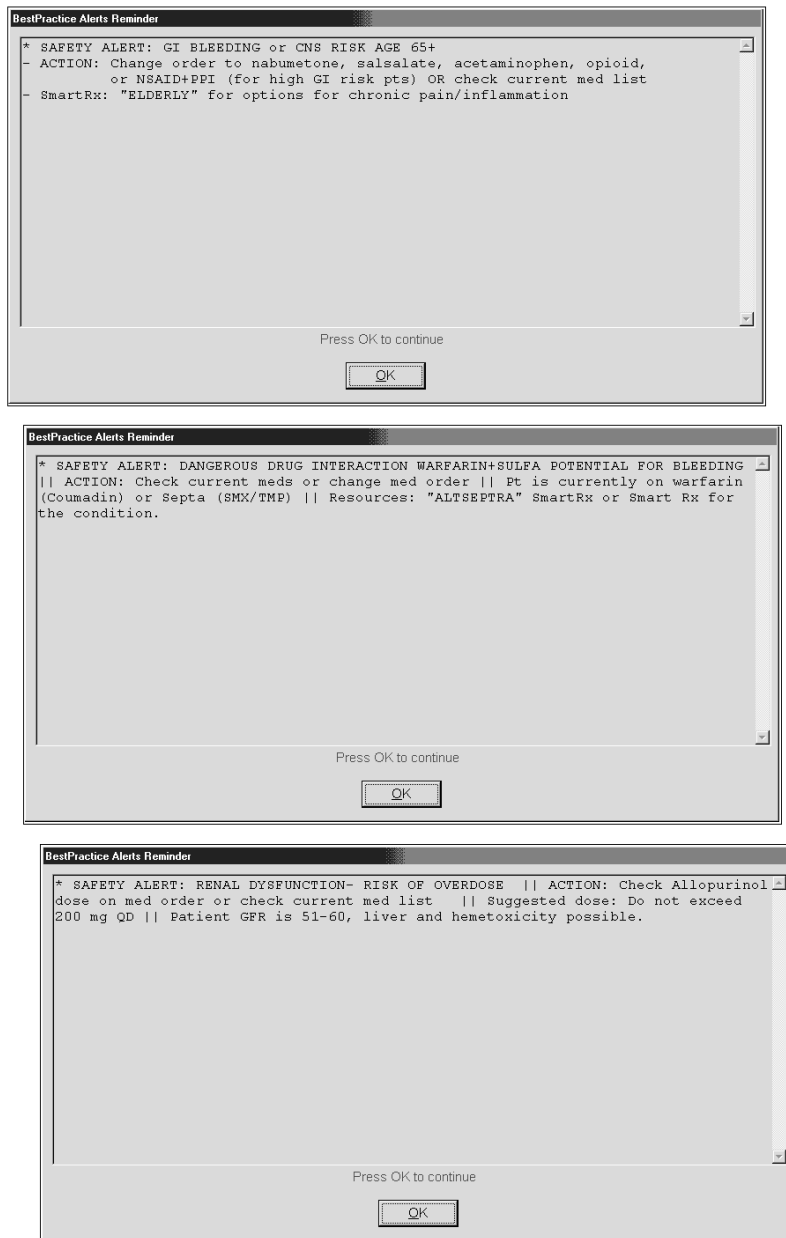 BestPractice Alerts Reminder
* SAFETY ALERT: GI BLEEDING or CNS RISK AGE 65+
- ACTION: Change order to nabumetone, salsalate, acetaminophen, opioid,
or NSAID+PPI (for high GI risk pts) OR check current med list
- SmartRx: "ELDERLY" for options for chronic pain/inflammation
Press OK to continue
OK
BestPractice Alerts Reminder
* SAFETY ALERT: DANGEROUS DRUG INTERACTION WARFARIN+SULFA POTENTIAL FOR BLEEDING
|| ACTION: Check current meds or change med order || Pt is currently on warfarin
(Coumadin) or Septa (SMX/TMP) || Resources: "ALTSEPTRA" SmartRx or Smart Rx for
the condition.
Press OK to continue
OK
BestPractice Alerts Reminder
* SAFETY ALERT: RENAL DYSFUNCTION- RISK OF OVERDOSE || ACTION: Check Allopurinol
dose on med order or check current med list || Suggested dose: Do not exceed
200 mg QD || Patient GFR is 51-60, liver and hemetoxicity possible.
Press OK to continue
OK